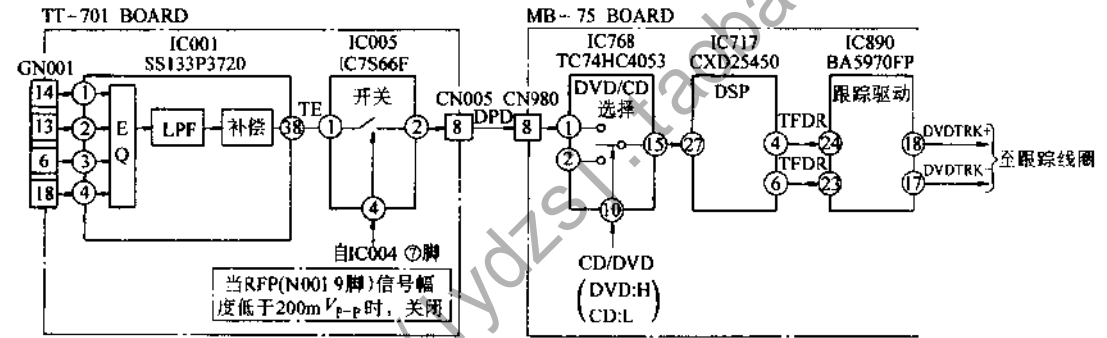 TT-701 BOARD
MB-75 BOARD
IC001
SS133P3720
IC005
IC7S66F
IC768
TC74HC4053
IC717
CXD25450
IC890
BA5970FP
GN001
14
13
6
18
1
2
3
4
E
Q
LPF
补偿
38
TE
开关
1
2
4
CN005
8
DPD
CN980
8
DVD/CD
选择
1
2
15
10
DSP
27
4
6
TFDR
TFDR
跟踪驱动
24
23
18
17
DVDTRK+
DVDTRK-
至跟踪线圈
自IC004 ⑦脚
当RFP(N001 9脚)信号幅
度低于200mVp-p时，关闭
CD/DVD
(DVD:H
CD:L)
/lydzs1.taoba